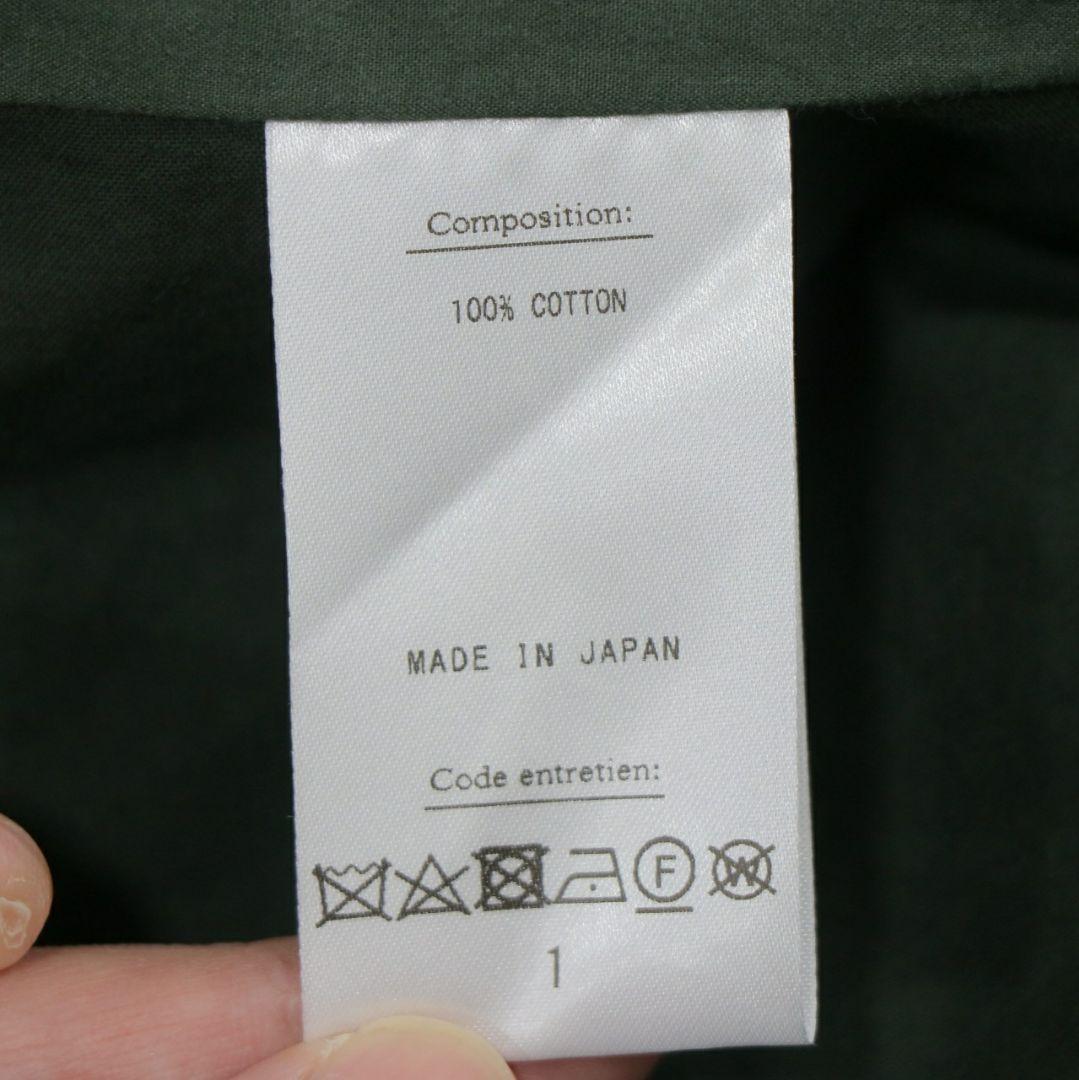 Composition:
100% COTTON
MADE IN JAPAN
Code entretien:
F W
1